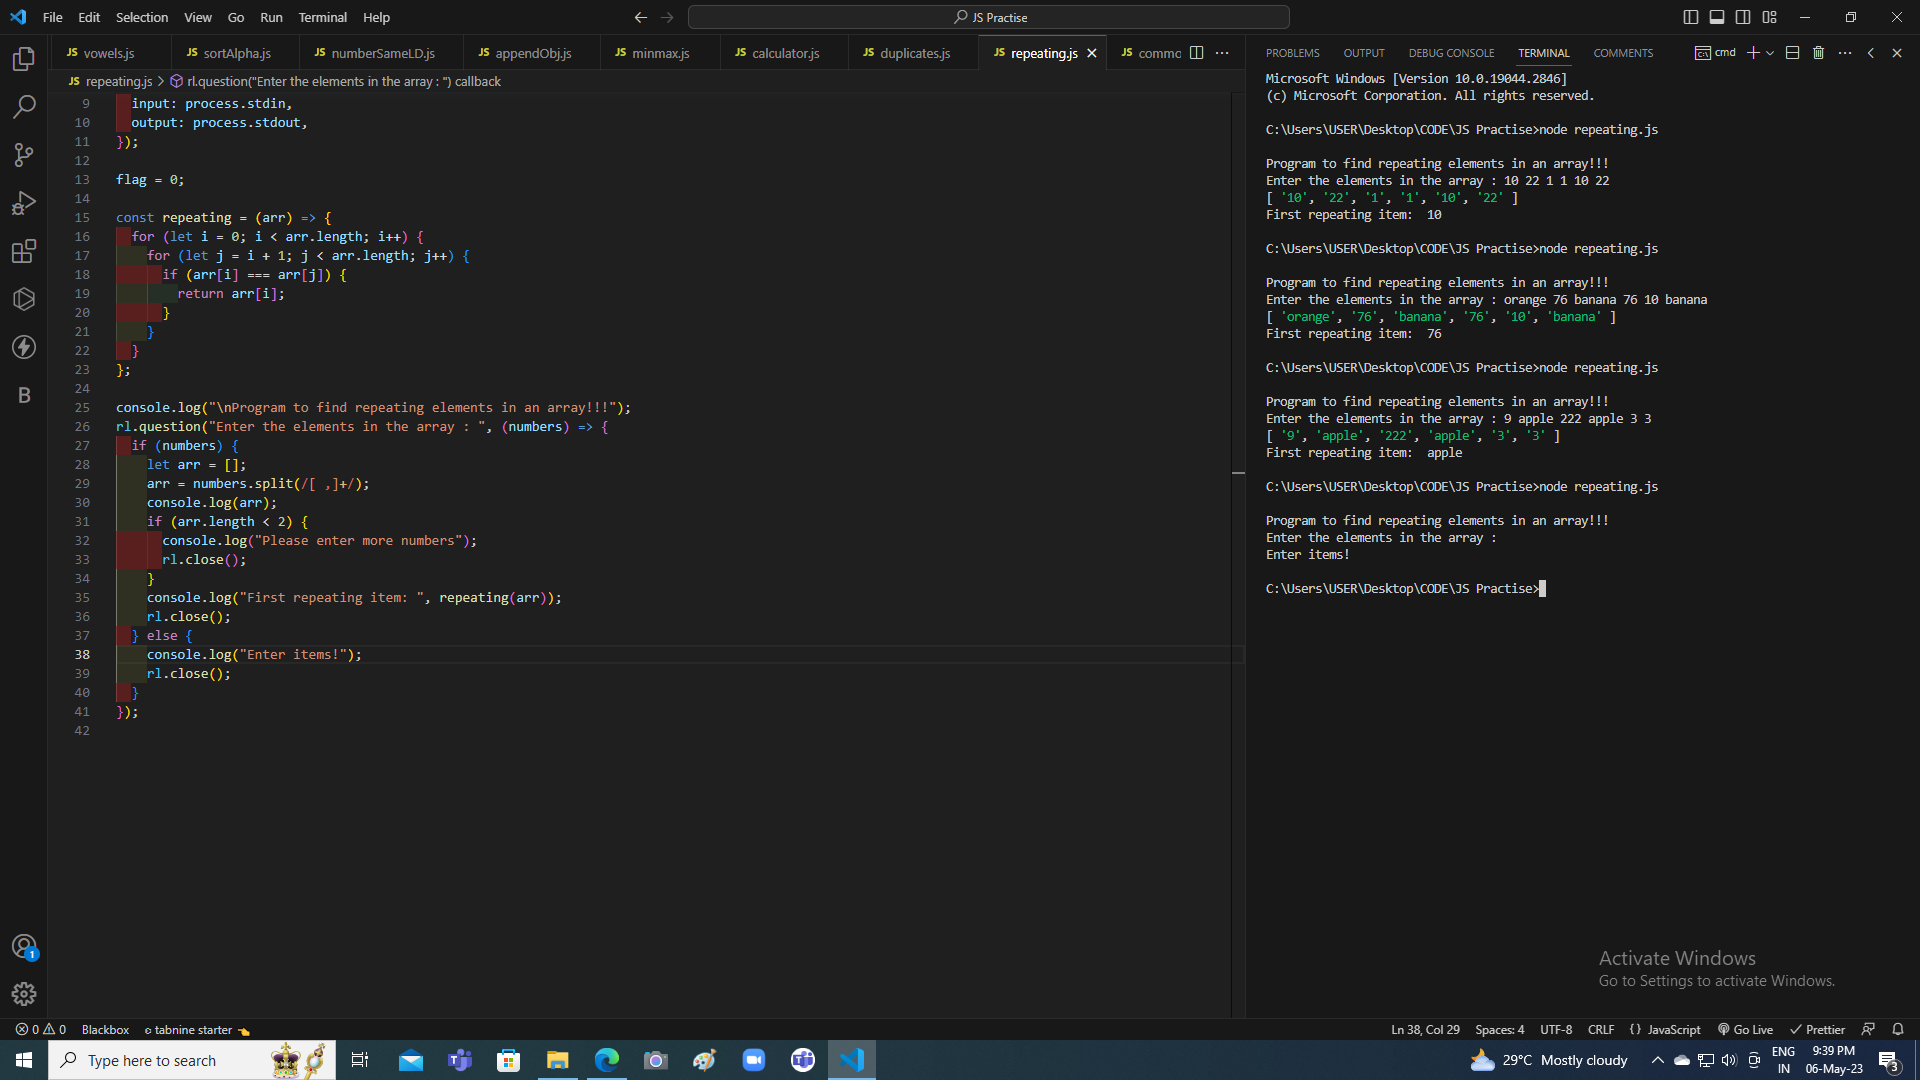 File Edit Selection View Go Run Terminal Help
JS Practise
JS vowels.js JS sortAlpha.js JS numberSameLD.js JS appendObj.js JS minmax.js JS calculator.js JS duplicates.js JS repeating.js JS commo
JS repeating.js > rl.question("Enter the elements in the array : ") callback
9 input: process.stdin,
10 output: process.stdout,
11 });
12
13 flag = 0;
14
15 const repeating = (arr) => {
16 for (let i = 0; i < arr.length; i++) {
17 for (let j = i + 1; j < arr.length; j++) {
18 if (arr[i] === arr[j]) {
19 return arr[i];
20 }
21 }
22 }
23 };
24
25 console.log("\nProgram to find repeating elements in an array!!!");
26 rl.question("Enter the elements in the array : ", (numbers) => {
27 if (numbers) {
28 let arr = [];
29 arr = numbers.split(/[ ,]+/);
30 console.log(arr);
31 if (arr.length < 2) {
32 console.log("Please enter more numbers");
33 rl.close();
34 }
35 console.log("First repeating item: ", repeating(arr));
36 rl.close();
37 } else {
38 console.log("Enter items!");
39 rl.close();
40 }
41 });
42
PROBLEMS OUTPUT DEBUG CONSOLE TERMINAL COMMENTS cmd
Microsoft Windows [Version 10.0.19044.2846]
(c) Microsoft Corporation. All rights reserved.
C:\Users\USER\Desktop\CODE\JS Practise>node repeating.js
Program to find repeating elements in an array!!!
Enter the elements in the array : 10 22 1 1 10 22
[ '10', '22', '1', '1', '10', '22' ]
First repeating item:  10
C:\Users\USER\Desktop\CODE\JS Practise>node repeating.js
Program to find repeating elements in an array!!!
Enter the elements in the array : orange 76 banana 76 10 banana
[ 'orange', '76', 'banana', '76', '10', 'banana' ]
First repeating item:  76
C:\Users\USER\Desktop\CODE\JS Practise>node repeating.js
Program to find repeating elements in an array!!!
Enter the elements in the array : 9 apple 222 apple 3 3
[ '9', 'apple', '222', 'apple', '3', '3' ]
First repeating item:  apple
C:\Users\USER\Desktop\CODE\JS Practise>node repeating.js
Program to find repeating elements in an array!!!
Enter the elements in the array :
Enter items!
C:\Users\USER\Desktop\CODE\JS Practise>
B
1
Activate Windows
Go to Settings to activate Windows.
0 0 Blackbox tabnine starter
Ln 38, Col 29 Spaces: 4 UTF-8 CRLF {} JavaScript Go Live Prettier
Type here to search
29°C Mostly cloudy
ENG
IN
9:39 PM
06-May-23
3